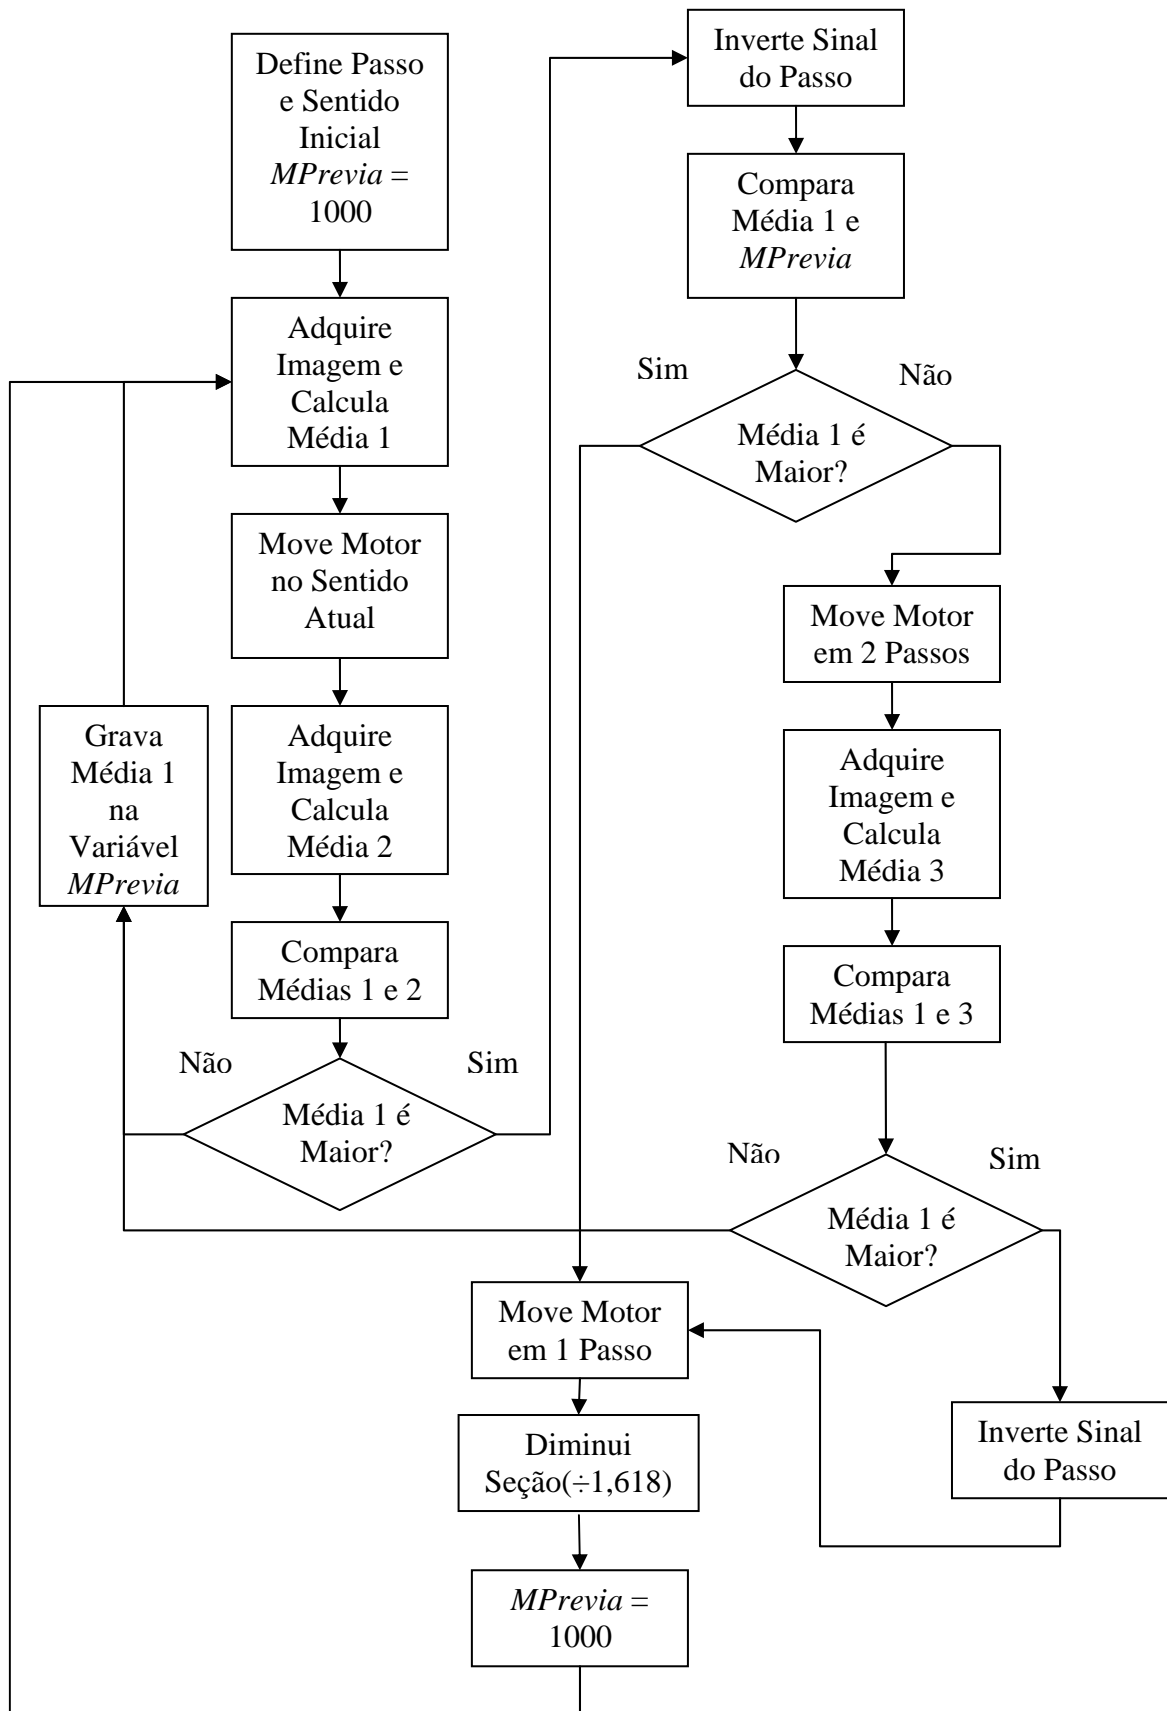 Define Passo
e Sentido
Inicial
MPrevia =
1000
Adquire
Imagem e
Calcula
Média 1
Move Motor
no Sentido
Atual
Adquire
Imagem e
Calcula
Média 2
Compara
Médias 1 e 2
Não
Sim
Média 1 é
Maior?
Grava
Média 1
na
Variável
MPrevia
Inverte Sinal
do Passo
Compara
Média 1 e
MPrevia
Sim
Não
Média 1 é
Maior?
Move Motor
em 2 Passos
Adquire
Imagem e
Calcula
Média 3
Compara
Médias 1 e 3
Não
Sim
Média 1 é
Maior?
Inverte Sinal
do Passo
Move Motor
em 1 Passo
Diminui
Seção(÷1,618)
MPrevia =
1000